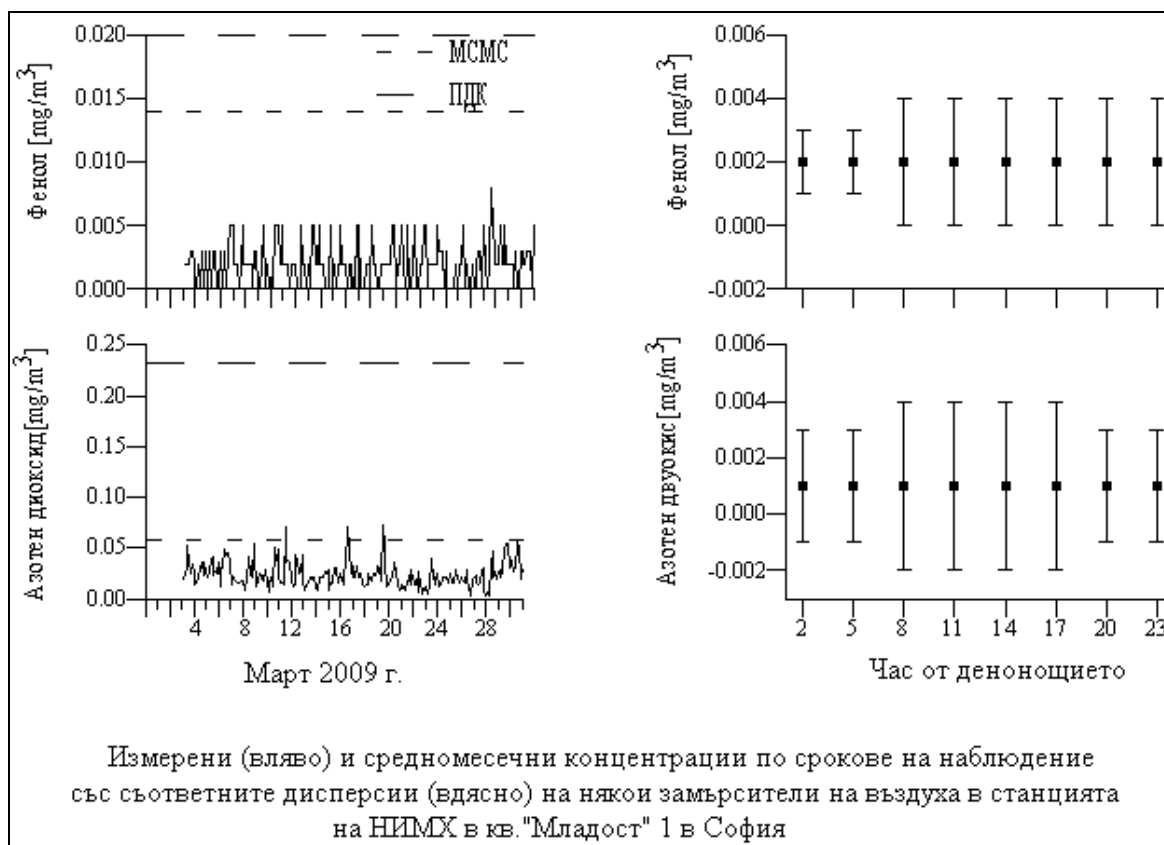 Фенол [mg/m³]
0.020
0.015
0.010
0.005
0.000
МСМС
ПДК
Фенол [mg/m³]
0.006
0.004
0.002
0.000
-0.002
Азотен диоксид[mg/m³]
0.25
0.20
0.15
0.10
0.05
0.00
4 8 12 16 20 24 28
Март 2009 г.
Азотен двуокис[mg/m³]
0.006
0.004
0.002
0.000
-0.002
2 5 8 11 14 17 20 23
Час от денонощието
Измерени (вляво) и средномесечни концентрации по срокове на наблюдение
със съответните дисперсии (вдясно) на някои замърсители на въздуха в станцията
на НИМХ в кв."Младост" 1 в София